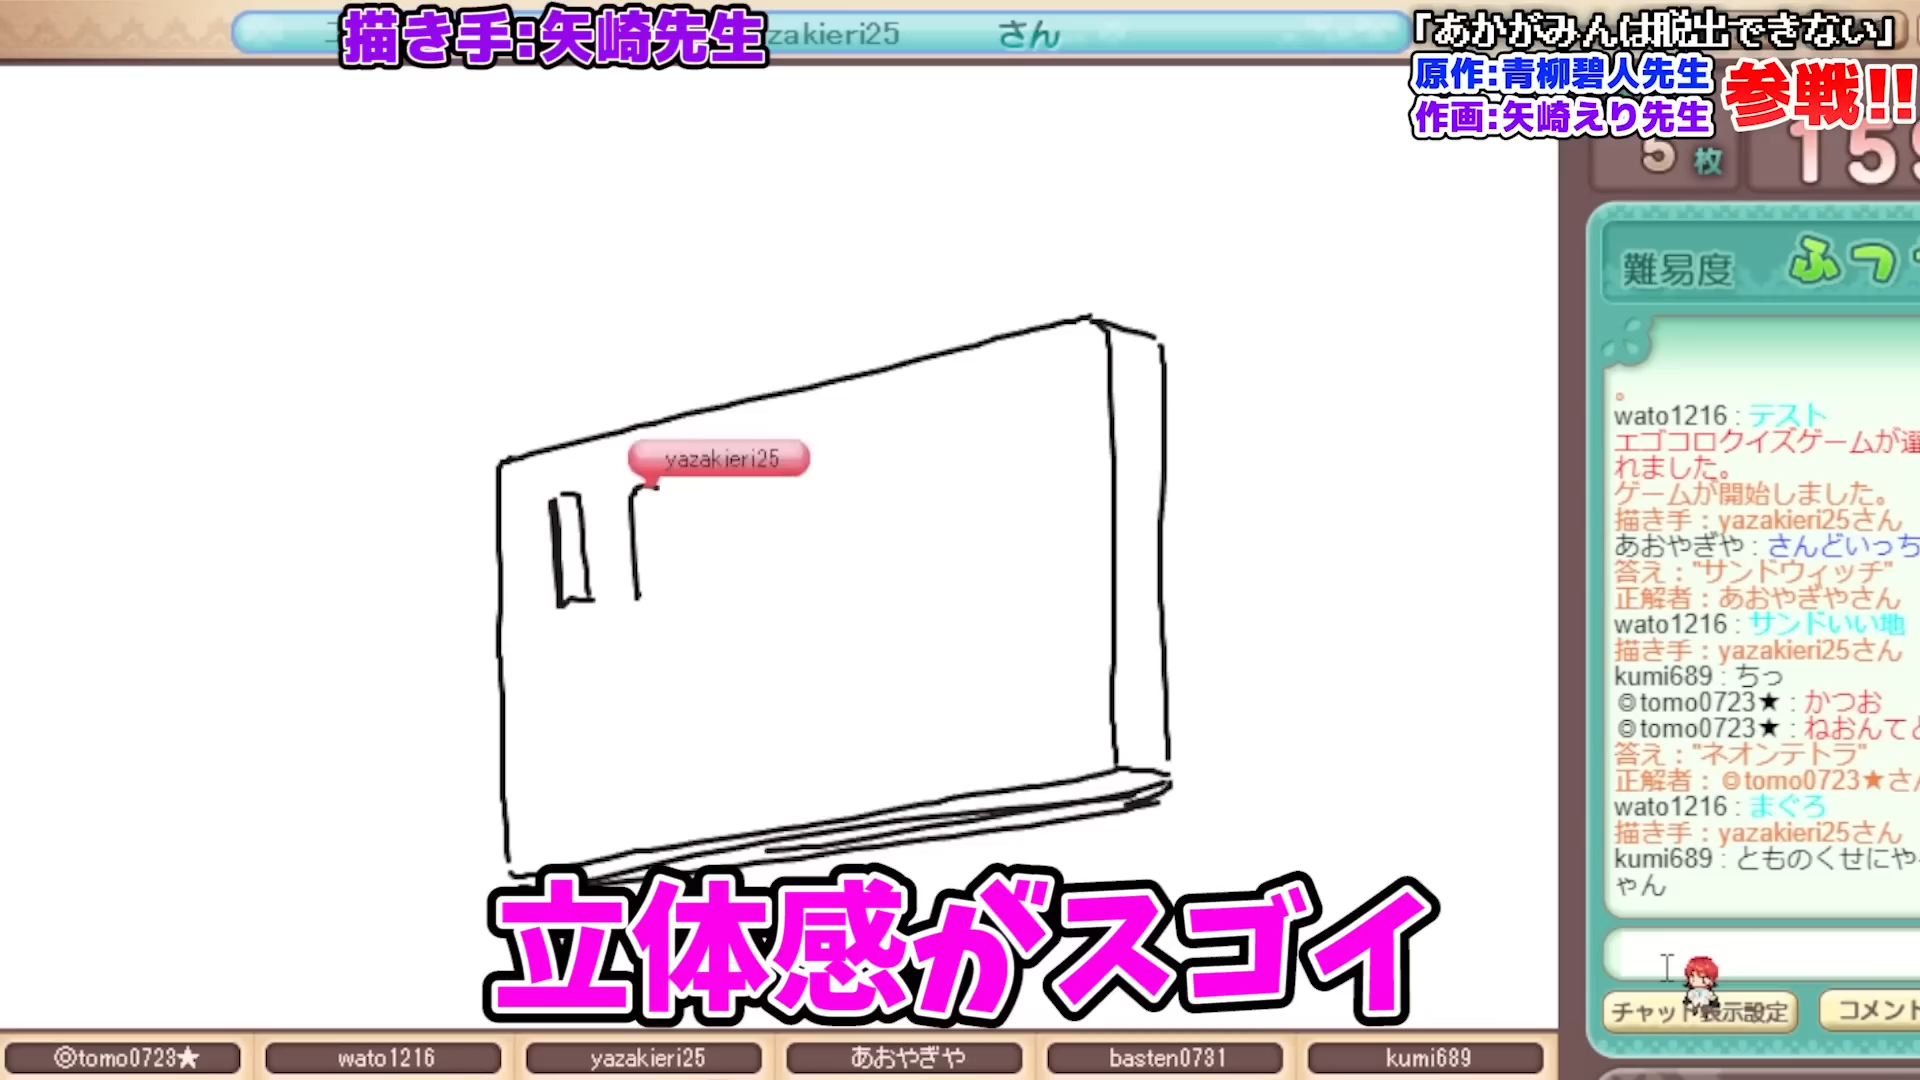 描き手:矢崎先生
zakieri25 さん
「あかがみんは脱出できない」
原作:青柳碧人先生
作画:矢崎えり先生
参戦!!
5 枚
159
難易度 ふつ
yazakieri25
。
wato1216 : テスト
エゴコロクイズゲームが選
れました。
ゲームが開始しました。
描き手 : yazakieri25さん
あおやぎや : さんどいっち
答え : "サンドウィッチ"
正解者 : あおやぎやさん
wato1216 : サンドいい地
描き手 : yazakieri25さん
kumi689 : ちっ
◎tomo0723★ : かつお
◎tomo0723★ : ねおんてと
答え : "ネオンテトラ"
正解者 : ◎tomo0723★さん
wato1216 : まぐろ
描き手 : yazakieri25さん
kumi689 : とものくせにや
ゃん
立体感がスゴイ
チャット表示設定
コメント
◎tomo0723★
wato1216
yazakieri25
あおやぎや
basten0731
kumi689